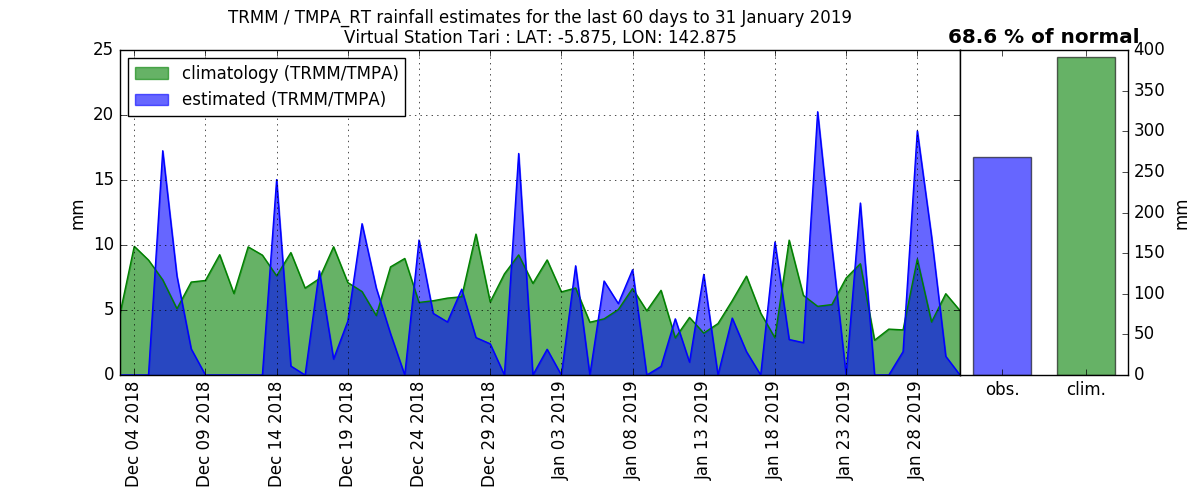 TRMM / TMPA_RT rainfall estimates for the last 60 days to 31 January 2019
Virtual Station Tari : LAT: -5.875, LON: 142.875
68.6 % of normal
climatology (TRMM/TMPA)
estimated (TRMM/TMPA)
25
20
15
10
5
0
mm
Dec 04 2018
Dec 09 2018
Dec 14 2018
Dec 19 2018
Dec 24 2018
Dec 29 2018
Jan 03 2019
Jan 08 2019
Jan 13 2019
Jan 18 2019
Jan 23 2019
Jan 28 2019
400
350
300
250
200
150
100
50
0
mm
obs.
clim.